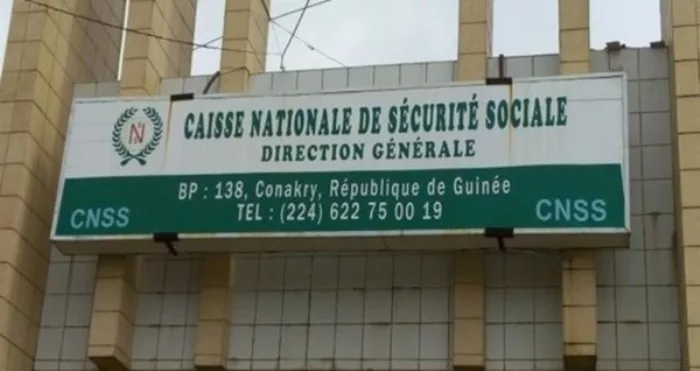 CAISSE NATIONALE DE SÉCURITÉ SOCIALE
DIRECTION GÉNÉRALE
BP : 138, Conakry, République de Guinée
TEL : (224) 622 75 00 19
CNSS
CNSS